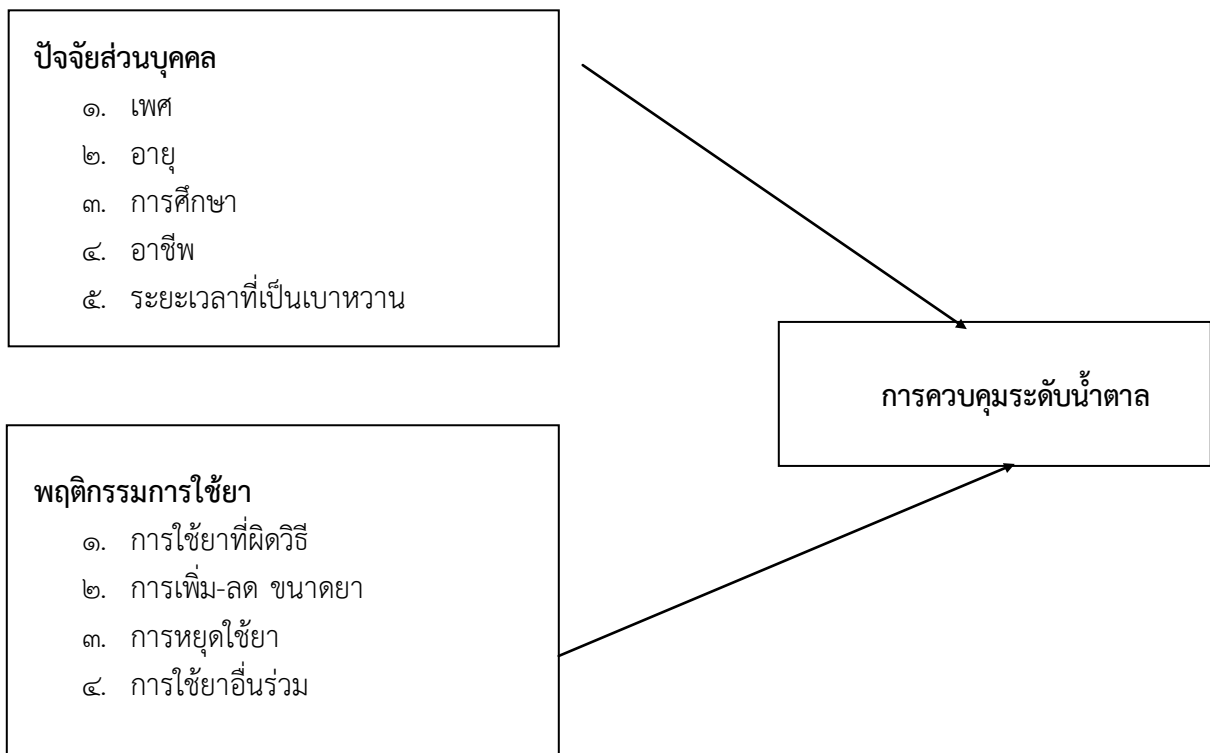 ปัจจัยส่วนบุคคล
๑. เพศ
๒. อายุ
๓. การศึกษา
๔. อาชีพ
๕. ระยะเวลาที่เป็นเบาหวาน
การควบคุมระดับน้ำตาล
พฤติกรรมการใช้ยา
๑. การใช้ยาที่ผิดวิธี
๒. การเพิ่ม-ลด ขนาดยา
๓. การหยุดใช้ยา
๔. การใช้ยาอื่นร่วม